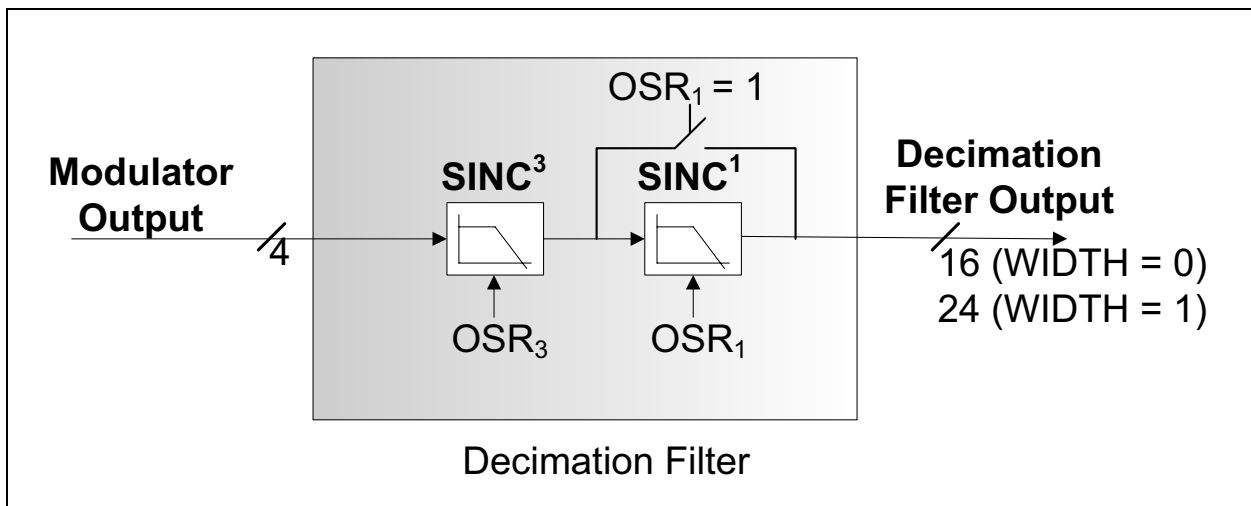 OSR₁ = 1
Modulator
Output
4
SINC³
SINC¹
OSR₃
OSR₁
Decimation
Filter Output
16 (WIDTH = 0)
24 (WIDTH = 1)
Decimation Filter